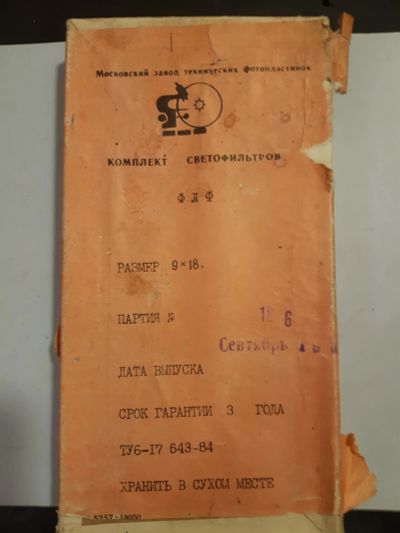 Московский завод технических фотопластинок
КОМПЛЕКТ СВЕТОФИЛЬТРОВ
ФЛФ
РАЗМЕР 9×18.
ПАРТИЯ №
Сентябрь
ДАТА ВЫПУСКА
СРОК ГАРАНТИИ 3 ГОДА
ТУ6-17 643-84
ХРАНИТЬ В СУХОМ МЕСТЕ